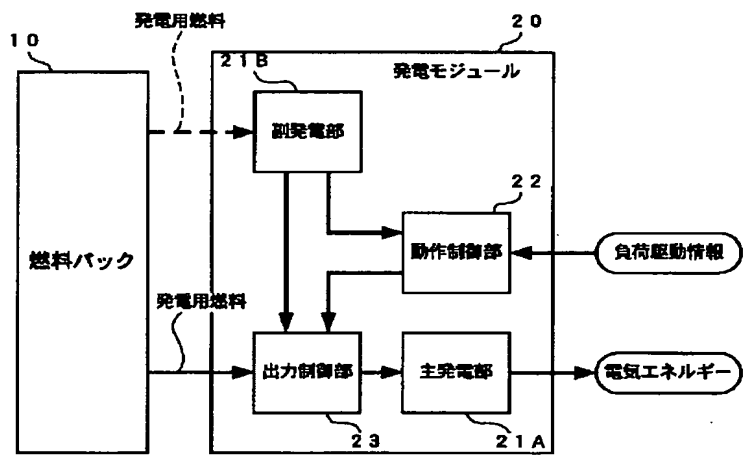 発電用燃料
10
20
21B
発電モジュール
副発電部
22
燃料パック
動作制御部
負荷駆動情報
発電用燃料
出力制御部
主発電部
電気エネルギー
23
21A